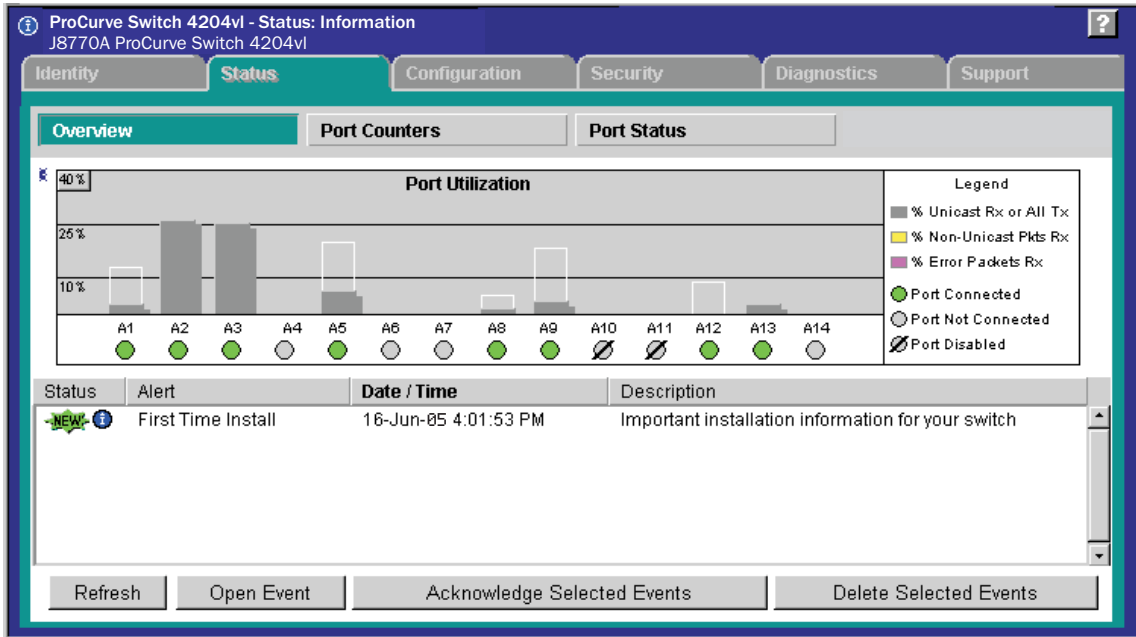 ProCurve Switch 4204vl - Status: Information
J8770A ProCurve Switch 4204vl
?
Identity Status Configuration Security Diagnostics Support
Overview Port Counters Port Status
40 % Port Utilization
25 %
10 %
Legend
% Unicast Rx or All Tx
% Non-Unicast Pkts Rx
% Error Packets Rx
Port Connected
Port Not Connected
Port Disabled
A1 A2 A3 A4 A5 A6 A7 A8 A9 A10 A11 A12 A13 A14
Status Alert Date / Time Description
NEW! i First Time Install 16-Jun-05 4:01:53 PM Important installation information for your switch
Refresh Open Event Acknowledge Selected Events Delete Selected Events